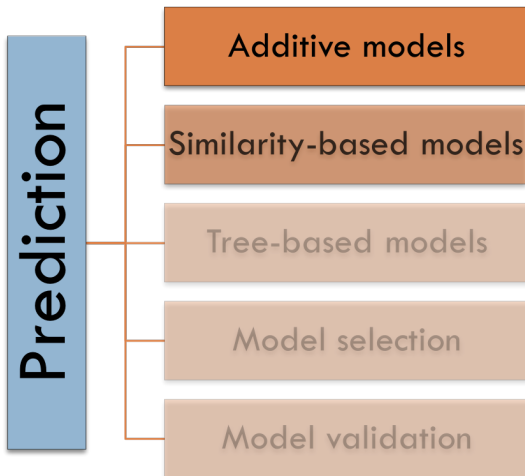 Prediction
Additive models
Similarity-based models
Tree-based models
Model selection
Model validation